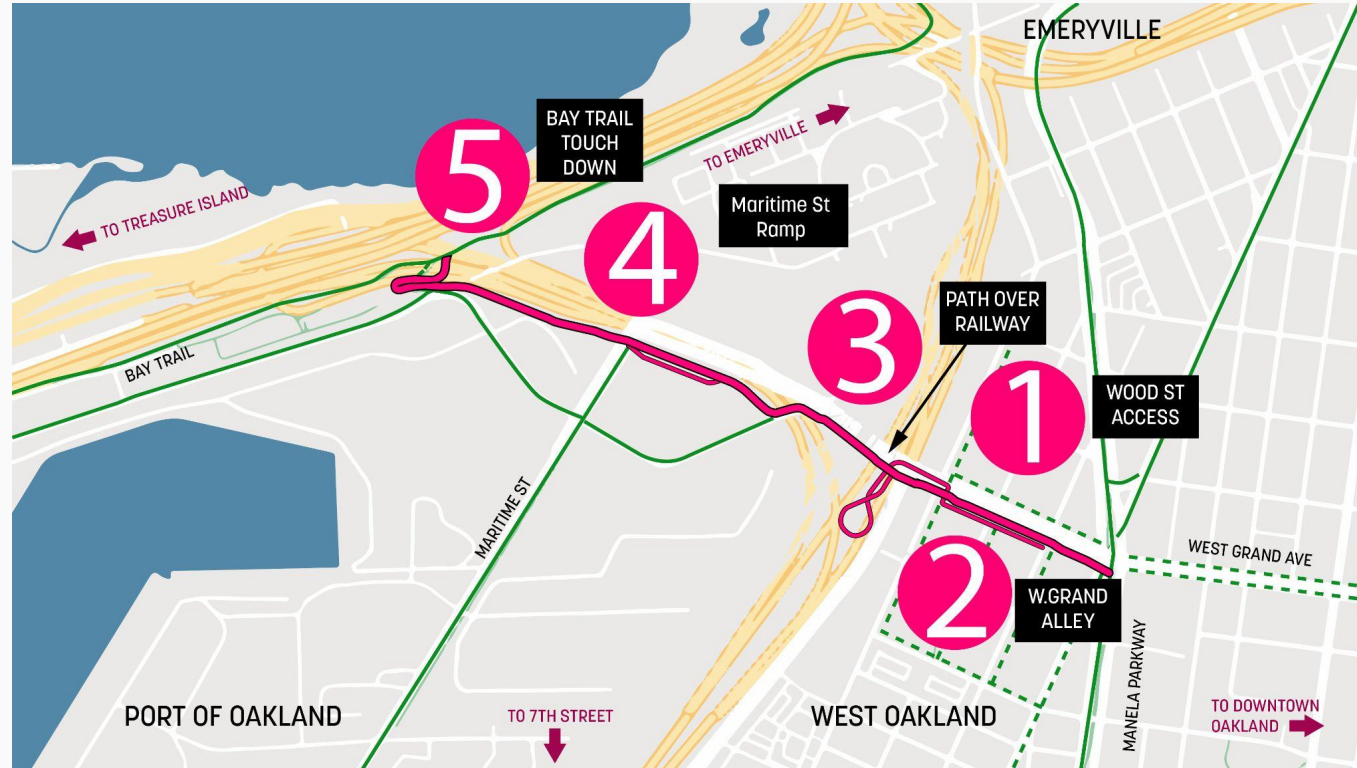 EMERYVILLE
5
BAY TRAIL
TOUCH
DOWN
TO EMERYVILLE
TO TREASURE ISLAND
Maritime St
Ramp
4
3
PATH OVER
RAILWAY
1
WOOD ST
ACCESS
BAY TRAIL
MARITIME ST
2
W.GRAND
ALLEY
WEST GRAND AVE
MANELA PARKWAY
PORT OF OAKLAND
TO 7TH STREET
WEST OAKLAND
TO DOWNTOWN
OAKLAND